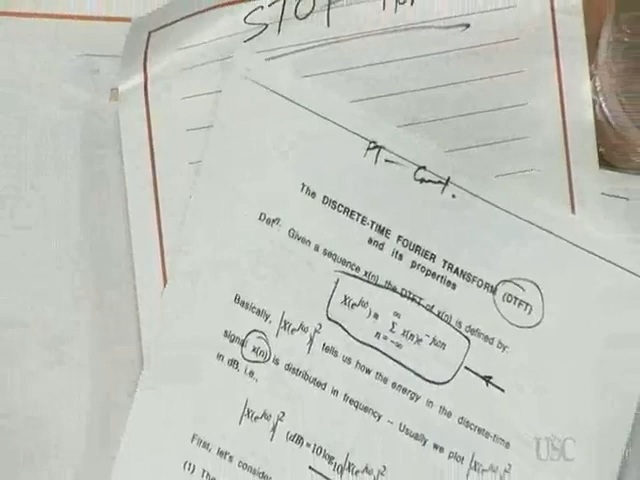 STOP
PT - Cont.
The DISCRETE-TIME FOURIER TRANSFORM (DTFT)
and its properties
Defⁿ. Given a sequence x(n), the DTFT of x(n) is defined by:
X(e^{jω}) = ∑_{n=-∞}^{∞} x(n)e^{-jωn}
Basically, |X(e^{jω})|² tells us how the energy in the discrete-time
signal x(n) is distributed in frequency -- Usually we plot |X(e^{jω})|²
in dB, i.e.,
|X(e^{jω})|² (dB) = 10 log₁₀ |X(e^{jω})|²
First, let's consider
(1) The
USC